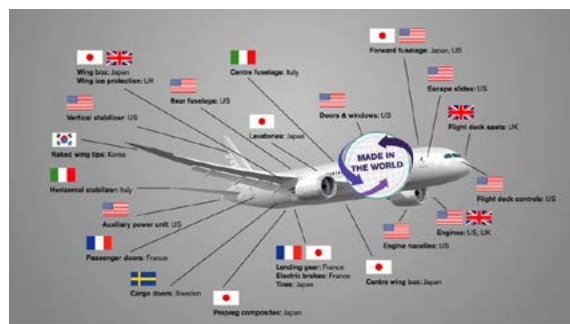 Forward fuselage: Japan, US
Wing box: Japan
Wing ice protection: UK
Centre fuselage: Italy
Escape slides: US
Rear fuselage: US
Vertical stabilizer: US
Doors & windows: US
Flight deck seats: UK
Lavatories: Japan
Raked wing tips: Korea
MADE IN
THE WORLD
Horizontal stabilizer: Italy
Flight deck controls: US
Auxiliary power unit: US
Engines: US, UK
Engine nacelles: US
Passenger doors: France
Landing gear: France
Electric brakes: France
Tires: Japan
Centre wing box: Japan
Cargo doors: Sweden
Prepreg composites: Japan